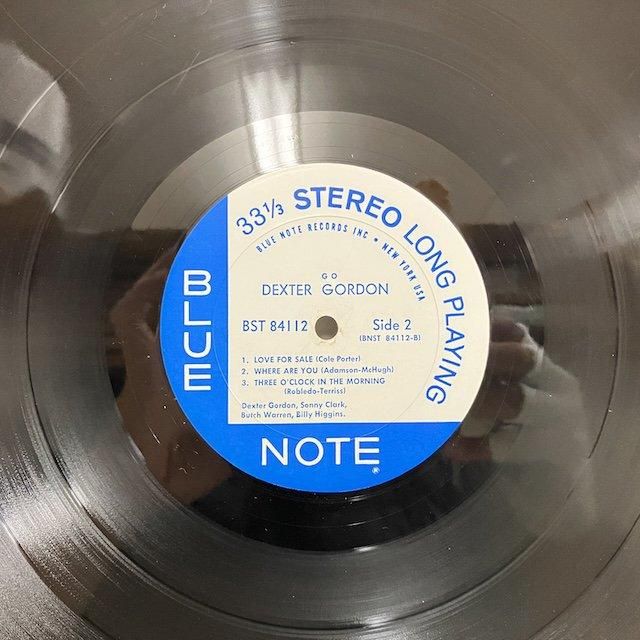 33⅓ STEREO LONG PLAYING
BLUE NOTE RECORDS INC • NEW YORK USA
GO
DEXTER GORDON
BST 84112 Side 2
(BNST 84112-B)
1. LOVE FOR SALE (Cole Porter)
2. WHERE ARE YOU (Adamson-McHugh)
3. THREE O'CLOCK IN THE MORNING
(Robledo-Terriss)
Dexter Gordon, Sonny Clark,
Butch Warren, Billy Higgins.
BLUE
NOTE®